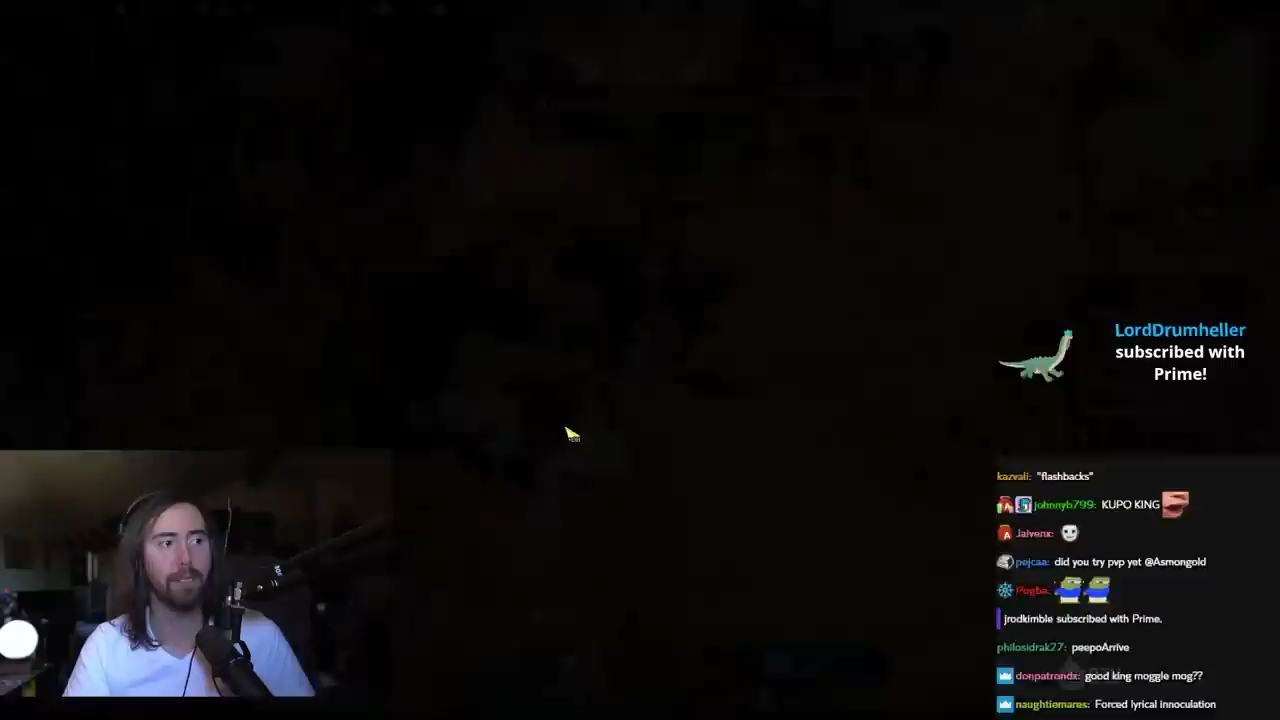 LordDrumheller
subscribed with
Prime!
kazvali: "flashbacks"
johnnyb799: KUPO KING
Jalverix:
pejcaa: did you try pvp yet @Asmongold
Pogba:
jrodkimble subscribed with Prime.
philosidrak27: peepoArrive
donpatrondx: good king moggle mog??
naughtiemares: Forced lyrical innoculation